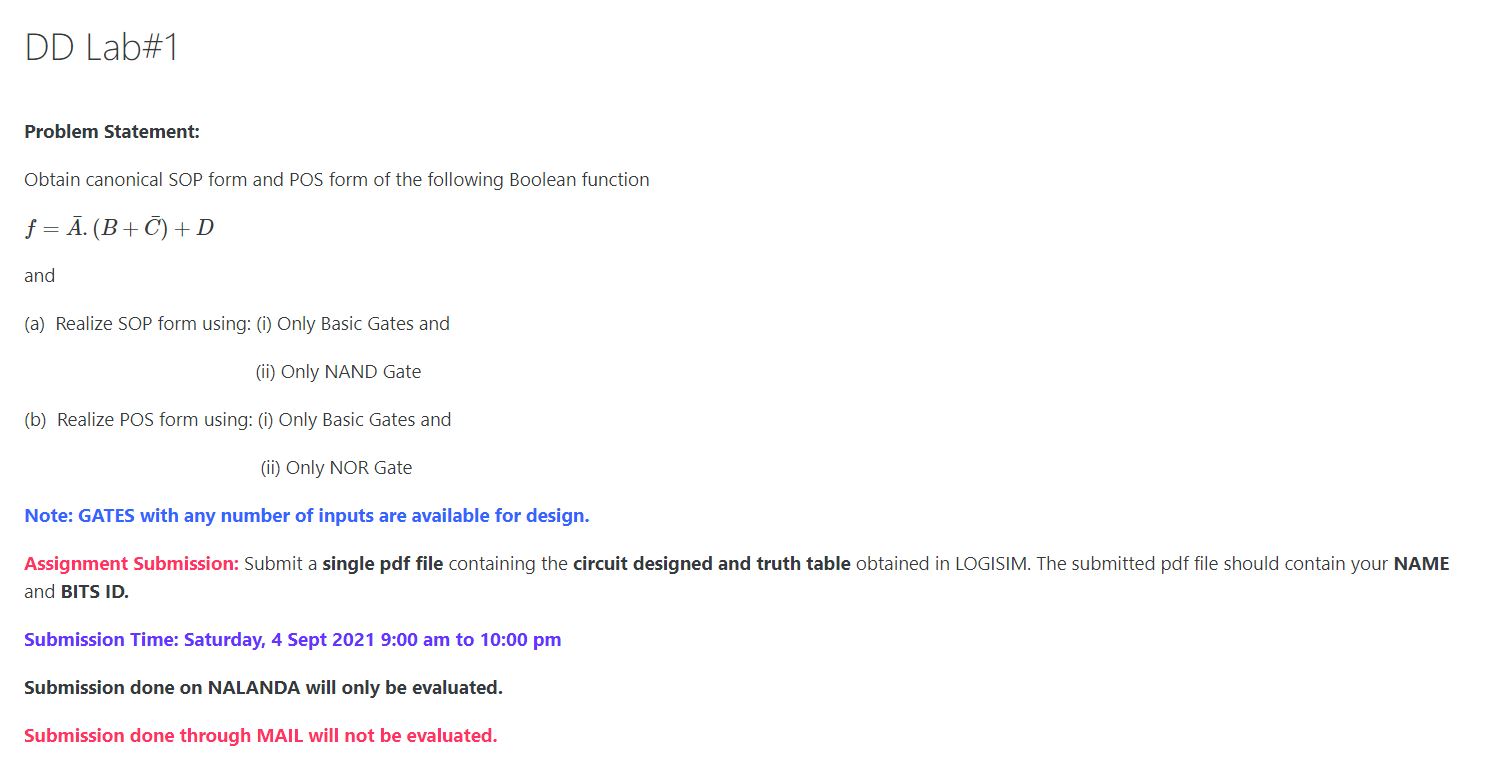 DD Lab#1
Problem Statement:
Obtain canonical SOP form and POS form of the following Boolean function
f = Ā. (B + C̄) + D
and
(a) Realize SOP form using: (i) Only Basic Gates and
(ii) Only NAND Gate
(b) Realize POS form using: (i) Only Basic Gates and
(ii) Only NOR Gate
Note: GATES with any number of inputs are available for design.
Assignment Submission: Submit a single pdf file containing the circuit designed and truth table obtained in LOGISIM. The submitted pdf file should contain your NAME
and BITS ID.
Submission Time: Saturday, 4 Sept 2021 9:00 am to 10:00 pm
Submission done on NALANDA will only be evaluated.
Submission done through MAIL will not be evaluated.